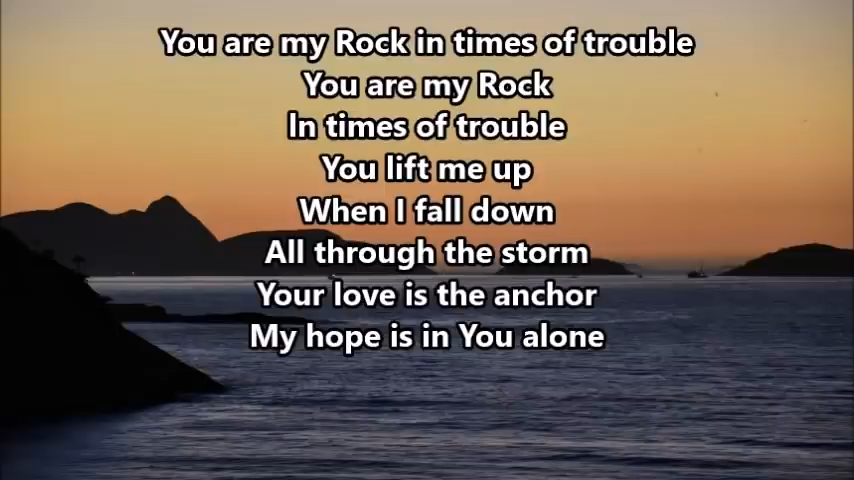 You are my Rock in times of trouble
You are my Rock
In times of trouble
You lift me up
When I fall down
All through the storm
Your love is the anchor
My hope is in You alone